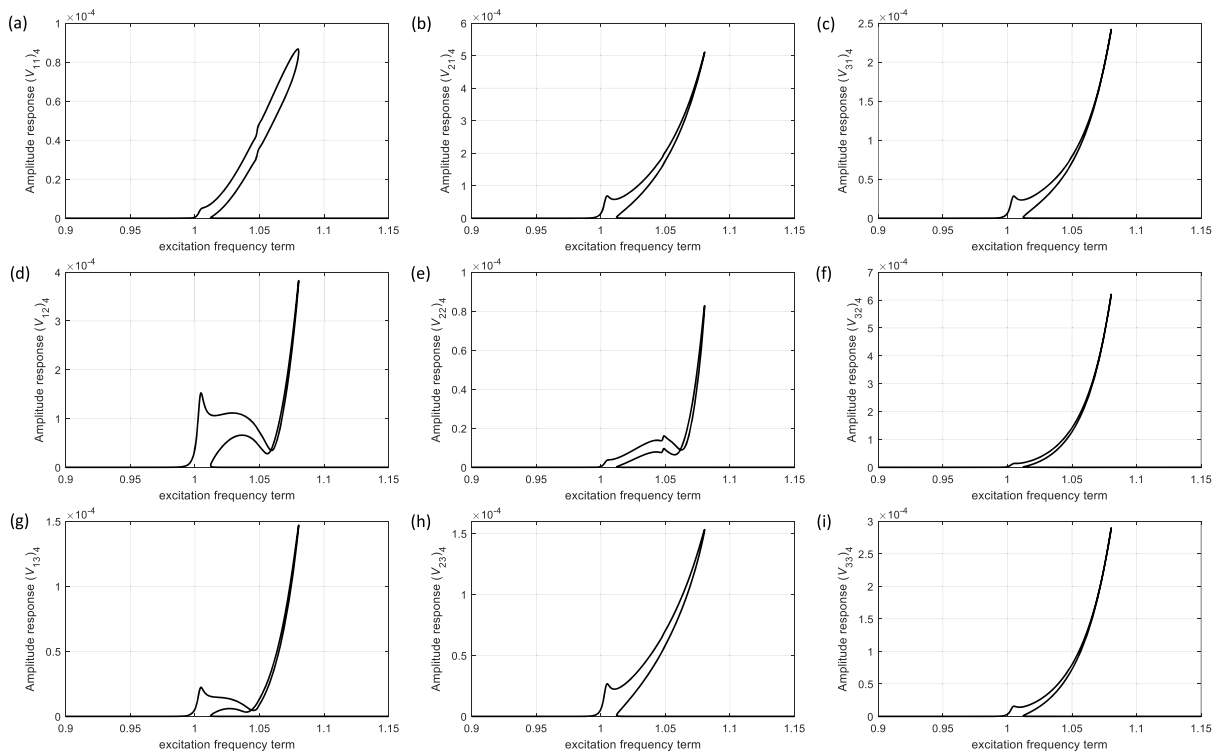 (a)
×10⁻⁴
Amplitude response (V₁₁)₄
1
0.8
0.6
0.4
0.2
0
0.9 0.95 1 1.05 1.1 1.15
excitation frequency term
(b)
×10⁻⁴
Amplitude response (V₂₁)₄
6
5
4
3
2
1
0
0.9 0.95 1 1.05 1.1 1.15
excitation frequency term
(c)
×10⁻⁴
Amplitude response (V₃₁)₄
2.5
2
1.5
1
0.5
0
0.9 0.95 1 1.05 1.1 1.15
excitation frequency term
(d)
×10⁻⁴
Amplitude response (V₁₂)₄
4
3
2
1
0
0.9 0.95 1 1.05 1.1 1.15
excitation frequency term
(e)
×10⁻⁴
Amplitude response (V₂₂)₄
1
0.8
0.6
0.4
0.2
0
0.9 0.95 1 1.05 1.1 1.15
excitation frequency term
(f)
×10⁻⁴
Amplitude response (V₃₂)₄
7
6
5
4
3
2
1
0
0.9 0.95 1 1.05 1.1 1.15
excitation frequency term
(g)
×10⁻⁴
Amplitude response (V₁₃)₄
1.5
1
0.5
0
0.9 0.95 1 1.05 1.1 1.15
excitation frequency term
(h)
×10⁻⁴
Amplitude response (V₂₃)₄
1.5
1
0.5
0
0.9 0.95 1 1.05 1.1 1.15
excitation frequency term
(i)
×10⁻⁴
Amplitude response (V₃₃)₄
3
2.5
2
1.5
1
0.5
0
0.9 0.95 1 1.05 1.1 1.15
excitation frequency term